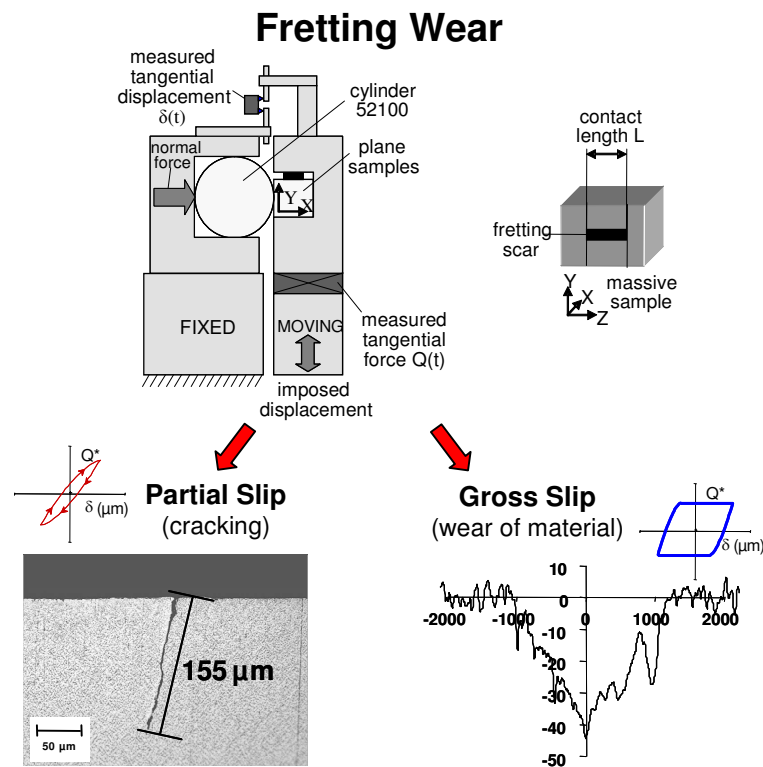 Fretting Wear
measured
tangential
displacement
δ(t)
cylinder
52100
normal
force
plane
samples
Y
X
FIXED
MOVING
measured
tangential
force Q(t)
imposed
displacement
contact
length L
fretting
scar
massive
sample
Y
X
Z
Q*
δ (µm)
Partial Slip
(cracking)
155 µm
50 µm
Gross Slip
(wear of material)
Q*
δ (µm)
10
0
-10
-20
-30
-40
-50
-2000
-1000
0
1000
2000